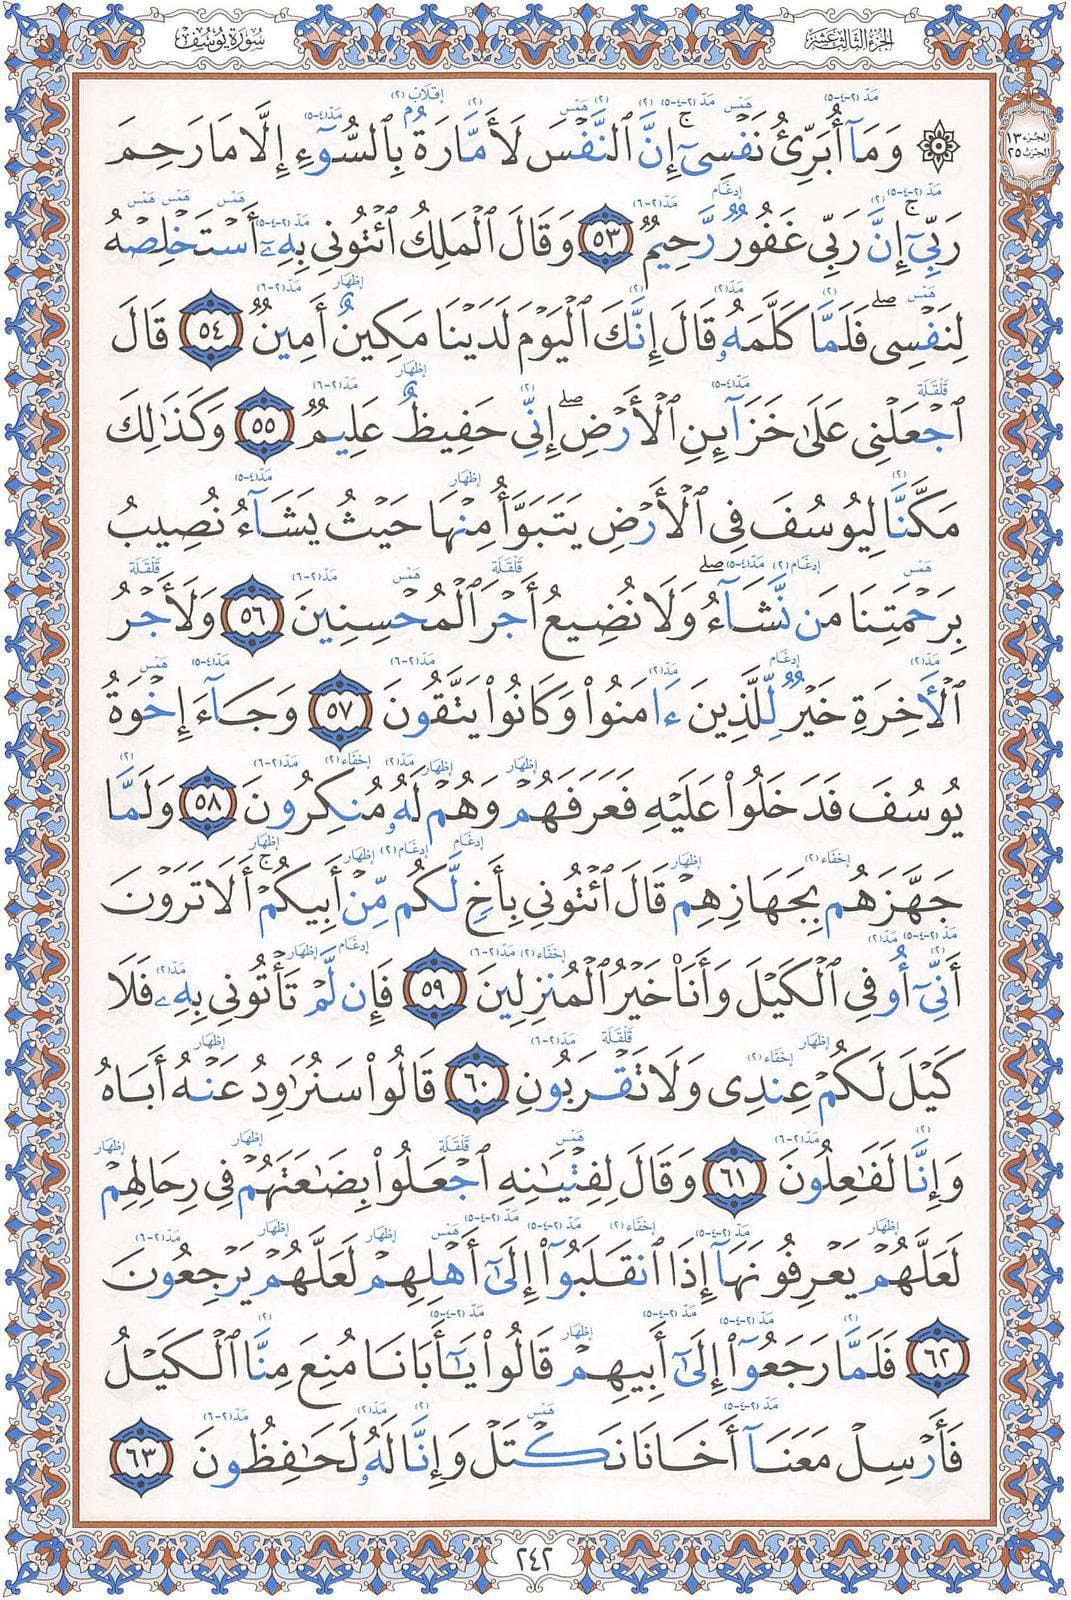 الجزء الثالث عشر
سورة يوسف
الجزء ١٣
الحزب ٢٥
۞ وَمَآ أُبَرِّئُ نَفْسِىٓ ۚ إِنَّ ٱلنَّفْسَ لَأَمَّارَةٌۢ بِٱلسُّوٓءِ إِلَّا مَا رَحِمَ
رَبِّىٓ ۚ إِنَّ رَبِّى غَفُورٌ رَّحِيمٌ ٥٣ وَقَالَ ٱلْمَلِكُ ٱئْتُونِى بِهِۦٓ أَسْتَخْلِصْهُ
لِنَفْسِى ۖ فَلَمَّا كَلَّمَهُۥ قَالَ إِنَّكَ ٱلْيَوْمَ لَدَيْنَا مَكِينٌ أَمِينٌ ٥٤ قَالَ
ٱجْعَلْنِى عَلَىٰ خَزَآئِنِ ٱلْأَرْضِ ۖ إِنِّى حَفِيظٌ عَلِيمٌ ٥٥ وَكَذَٰلِكَ
مَكَّنَّا لِيُوسُفَ فِى ٱلْأَرْضِ يَتَبَوَّأُ مِنْهَا حَيْثُ يَشَآءُ ۚ نُصِيبُ
بِرَحْمَتِنَا مَن نَّشَآءُ ۖ وَلَا نُضِيعُ أَجْرَ ٱلْمُحْسِنِينَ ٥٦ وَلَأَجْرُ
ٱلْأَخِرَةِ خَيْرٌ لِّلَّذِينَ ءَامَنُوا۟ وَكَانُوا۟ يَتَّقُونَ ٥٧ وَجَآءَ إِخْوَةُ
يُوسُفَ فَدَخَلُوا۟ عَلَيْهِ فَعَرَفَهُمْ وَهُمْ لَهُۥ مُنكِرُونَ ٥٨ وَلَمَّا
جَهَّزَهُم بِجَهَازِهِمْ قَالَ ٱئْتُونِى بِأَخٍ لَّكُم مِّنْ أَبِيكُمْ ۚ أَلَا تَرَوْنَ
أَنِّىٓ أُوفِى ٱلْكَيْلَ وَأَنَا۠ خَيْرُ ٱلْمُنزِلِينَ ٥٩ فَإِن لَّمْ تَأْتُونِى بِهِۦ فَلَا
كَيْلَ لَكُمْ عِندِى وَلَا تَقْرَبُونِ ٦٠ قَالُوا۟ سَنُرَٰوِدُ عَنْهُ أَبَاهُ
وَإِنَّا لَفَٰعِلُونَ ٦١ وَقَالَ لِفِتْيَٰنِهِ ٱجْعَلُوا۟ بِضَٰعَتَهُمْ فِى رِحَالِهِمْ
لَعَلَّهُمْ يَعْرِفُونَهَآ إِذَا ٱنقَلَبُوٓا۟ إِلَىٰٓ أَهْلِهِمْ لَعَلَّهُمْ يَرْجِعُونَ
٦٢ فَلَمَّا رَجَعُوٓا۟ إِلَىٰٓ أَبِيهِمْ قَالُوا۟ يَٰٓأَبَانَا مُنِعَ مِنَّا ٱلْكَيْلُ
فَأَرْسِلْ مَعَنَآ أَخَانَا نَكْتَلْ وَإِنَّا لَهُۥ لَحَٰفِظُونَ ٦٣
٢٤٢